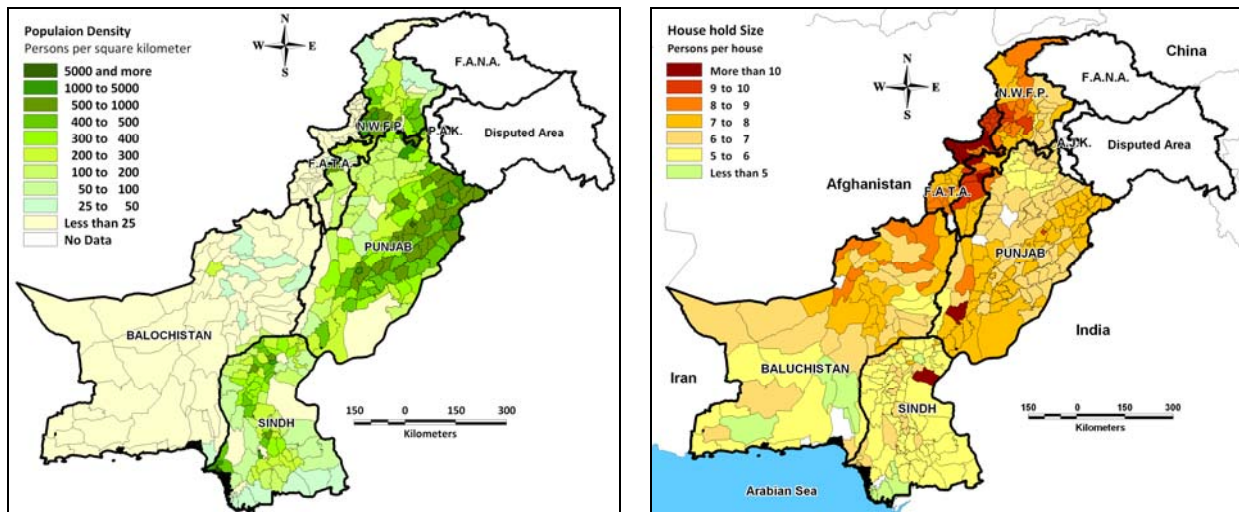 Populaion Density
Persons per square kilometer
5000 and more
1000 to 5000
500 to 1000
400 to 500
300 to 400
200 to 300
100 to 200
50 to 100
25 to 50
Less than 25
No Data
N
W E
S
F.A.N.A.
N.W.F.P.
P.A.K.
Disputed Area
F.A.T.A.
PUNJAB
BALOCHISTAN
SINDH
150 0 150 300
Kilometers
House hold Size
Persons per house
More than 10
9 to 10
8 to 9
7 to 8
6 to 7
5 to 6
Less than 5
N
W E
S
China
F.A.N.A.
N.W.F.P.
A.J.K.
Disputed Area
Afghanistan
F.A.T.A.
PUNJAB
India
BALUCHISTAN
Iran
SINDH
150 0 150 300
Kilometers
Arabian Sea